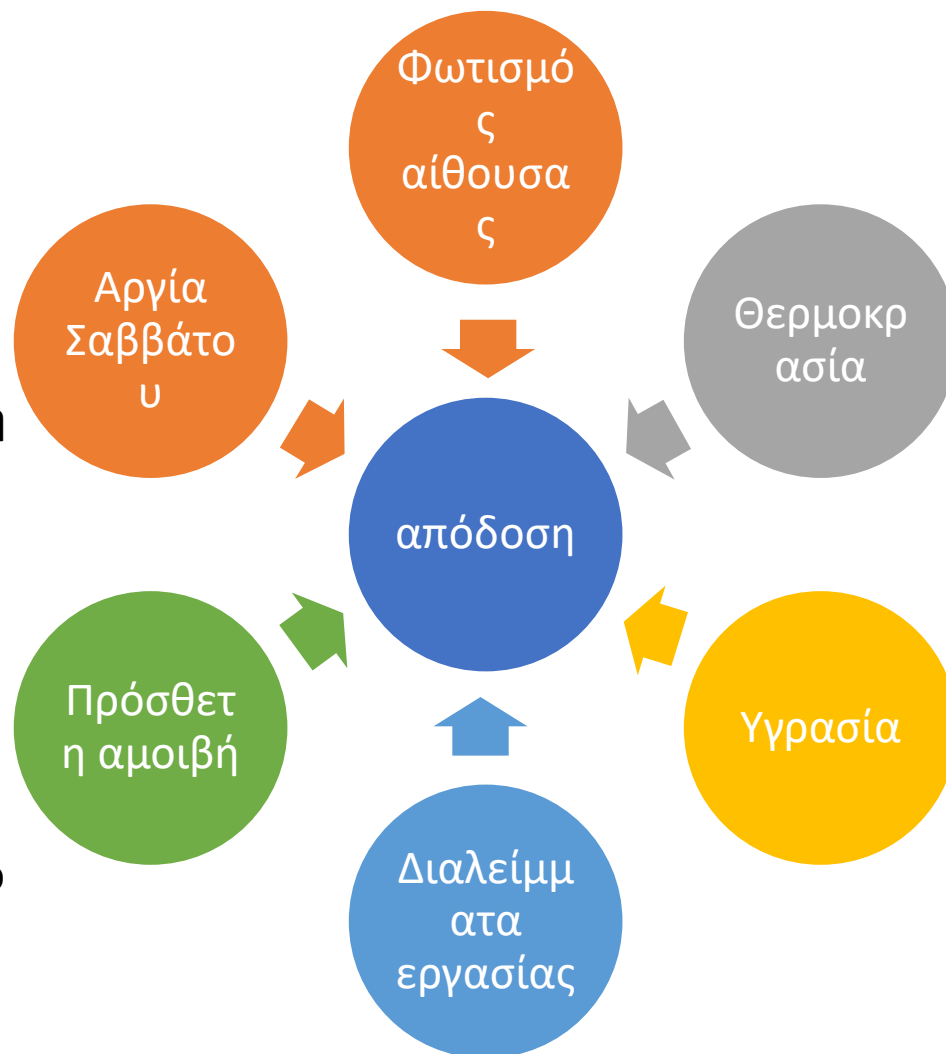 Φωτισμό
ς
αίθουσα
ς
Θερμοκρ
ασία
Υγρασία
Διαλείμμ
ατα
εργασίας
Πρόσθετ
η αμοιβή
Αργία
Σαββάτο
υ
απόδοση